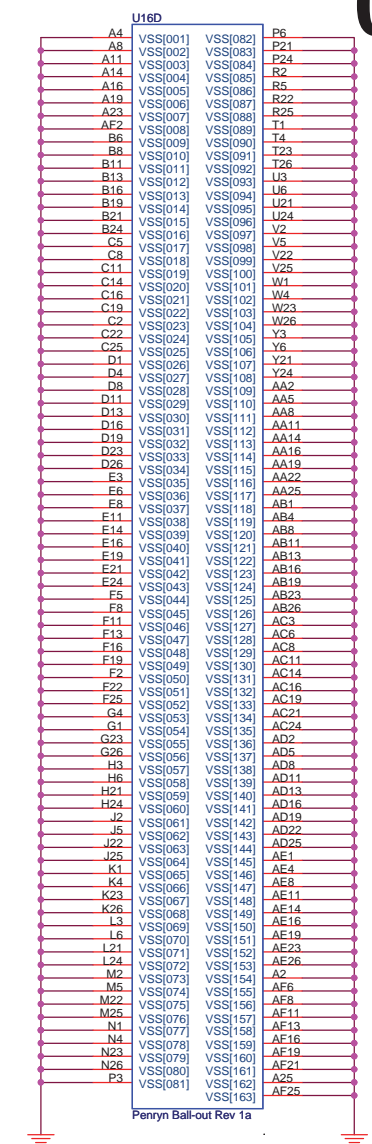 U16D
A4 VSS[001] VSS[082] P6
A8 VSS[002] VSS[083] P21
A11 VSS[003] VSS[084] P24
A14 VSS[004] VSS[085] R2
A16 VSS[005] VSS[086] R5
A19 VSS[006] VSS[087] R22
A23 VSS[007] VSS[088] R25
AF2 VSS[008] VSS[089] T1
B6 VSS[009] VSS[090] T4
B8 VSS[010] VSS[091] T23
B11 VSS[011] VSS[092] T26
B13 VSS[012] VSS[093] U3
B16 VSS[013] VSS[094] U6
B19 VSS[014] VSS[095] U21
B21 VSS[015] VSS[096] U24
B24 VSS[016] VSS[097] V2
C5 VSS[017] VSS[098] V5
C8 VSS[018] VSS[099] V22
C11 VSS[019] VSS[100] V25
C14 VSS[020] VSS[101] W1
C16 VSS[021] VSS[102] W4
C19 VSS[022] VSS[103] W23
C2 VSS[023] VSS[104] W26
C22 VSS[024] VSS[105] Y3
C25 VSS[025] VSS[106] Y6
D1 VSS[026] VSS[107] Y21
D4 VSS[027] VSS[108] Y24
D8 VSS[028] VSS[109] AA2
D11 VSS[029] VSS[110] AA5
D13 VSS[030] VSS[111] AA8
D16 VSS[031] VSS[112] AA11
D19 VSS[032] VSS[113] AA14
D23 VSS[033] VSS[114] AA16
D26 VSS[034] VSS[115] AA19
E3 VSS[035] VSS[116] AA22
E6 VSS[036] VSS[117] AA25
E8 VSS[037] VSS[118] AB1
E11 VSS[038] VSS[119] AB4
E14 VSS[039] VSS[120] AB8
E16 VSS[040] VSS[121] AB11
E19 VSS[041] VSS[122] AB13
E21 VSS[042] VSS[123] AB16
E24 VSS[043] VSS[124] AB19
F5 VSS[044] VSS[125] AB23
F8 VSS[045] VSS[126] AB26
F11 VSS[046] VSS[127] AC3
F13 VSS[047] VSS[128] AC6
F16 VSS[048] VSS[129] AC8
F19 VSS[049] VSS[130] AC11
F2 VSS[050] VSS[131] AC14
F22 VSS[051] VSS[132] AC16
F25 VSS[052] VSS[133] AC19
G4 VSS[053] VSS[134] AC21
G1 VSS[054] VSS[135] AC24
G23 VSS[055] VSS[136] AD2
G26 VSS[056] VSS[137] AD5
H3 VSS[057] VSS[138] AD8
H6 VSS[058] VSS[139] AD11
H21 VSS[059] VSS[140] AD13
H24 VSS[060] VSS[141] AD16
J2 VSS[061] VSS[142] AD19
J5 VSS[062] VSS[143] AD22
J22 VSS[063] VSS[144] AD25
J25 VSS[064] VSS[145] AE1
K1 VSS[065] VSS[146] AE4
K4 VSS[066] VSS[147] AE8
K23 VSS[067] VSS[148] AE11
K26 VSS[068] VSS[149] AE14
L3 VSS[069] VSS[150] AE16
L6 VSS[070] VSS[151] AE19
L21 VSS[071] VSS[152] AE23
L24 VSS[072] VSS[153] AE26
M2 VSS[073] VSS[154] A2
M5 VSS[074] VSS[155] AF6
M22 VSS[075] VSS[156] AF8
M25 VSS[076] VSS[157] AF11
N1 VSS[077] VSS[158] AF13
N4 VSS[078] VSS[159] AF16
N23 VSS[079] VSS[160] AF19
N26 VSS[080] VSS[161] AF21
P3 VSS[081] VSS[162] A25
VSS[163] AF25
Penryn Ball-out Rev 1a